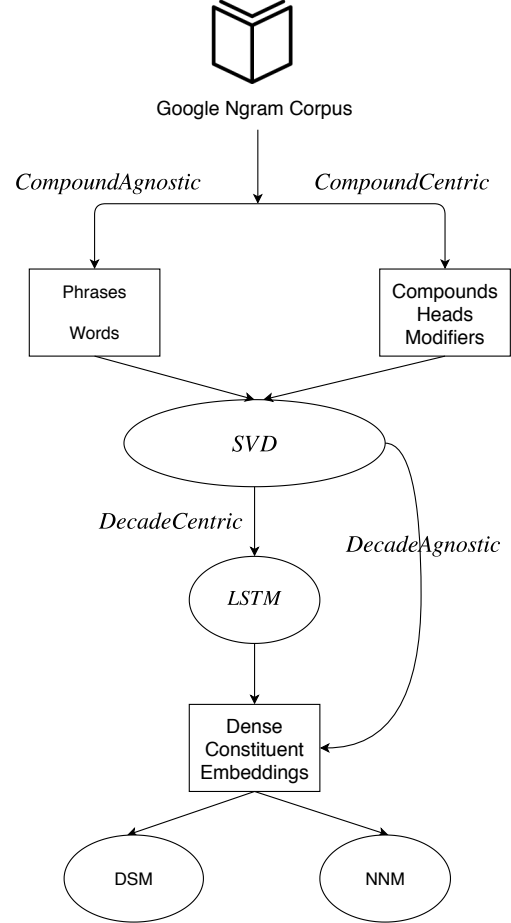 Google Ngram Corpus
CompoundAgnostic
CompoundCentric
Phrases
Words
Compounds
Heads
Modifiers
SVD
DecadeCentric
DecadeAgnostic
LSTM
Dense
Constituent
Embeddings
DSM
NNM